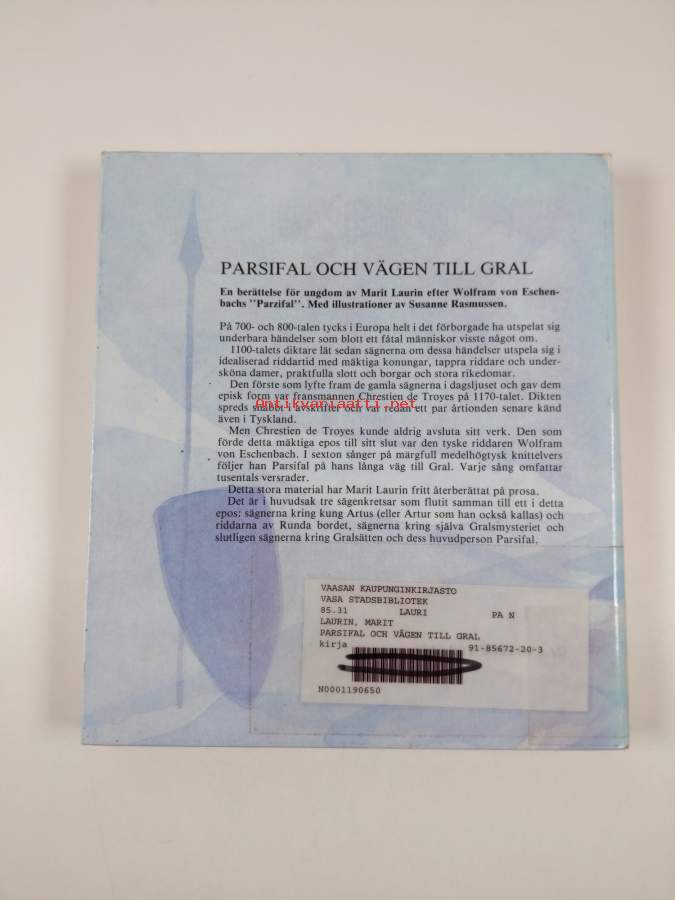 PARSIFAL OCH VÄGEN TILL GRAL
En berättelse för ungdom av Marit Laurin efter Wolfram von Eschen-
bachs "Parzifal". Med illustrationer av Susanne Rasmussen.
På 700- och 800-talen tycks i Europa helt i det förborgade ha utspelat sig
underbara händelser som blott ett fåtal människor visste något om.
1100-talets diktare lät sedan sägnerna om dessa händelser utspela sig i
idealiserad riddartid med mäktiga konungar, tappra riddare och under-
sköna damer, praktfulla slott och borgar och stora rikedomar.
Den förste som lyfte fram de gamla sägnerna i dagsljuset och gav dem
episk form var fransmannen Chrestien de Troyes på 1170-talet. Dikten
antikvariaatti.net
spreds snabbt i avskrifter och var redan ett par årtionden senare känd
även i Tyskland.
Men Chrestien de Troyes kunde aldrig avsluta sitt verk. Den som
förde detta mäktiga epos till sitt slut var den tyske riddaren Wolfram
von Eschenbach. I sexton sånger på märgfull medelhögtysk knittelvers
följer han Parsifal på hans långa väg till Gral. Varje sång omfattar
tusentals versrader.
Detta stora material har Marit Laurin fritt återberättat på prosa.
Det är i huvudsak tre sägenkretsar som flutit samman till ett i detta
epos: sägnerna kring kung Artus (eller Artur som han också kallas) och
riddarna av Runda bordet, sägnerna kring själva Gralsmysteriet och
slutligen sägnerna kring Gralsätten och dess huvudperson Parsifal.
VAASAN KAUPUNGINKIRJASTO
VASA STADSBIBLIOTEK
85.31 LAURI PA N
LAURIN, MARIT
PARSIFAL OCH VÄGEN TILL GRAL
kirja 91-85672-20-3
N0001190650